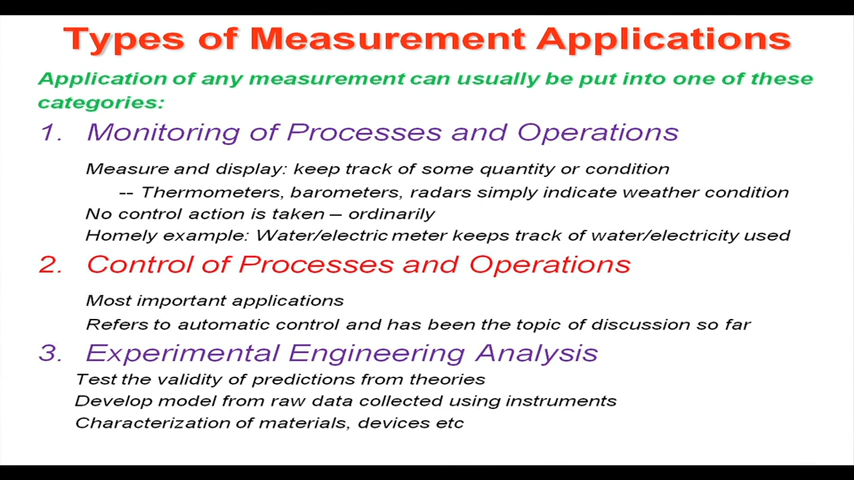 Types of Measurement Applications
Application of any measurement can usually be put into one of these
categories:
1. Monitoring of Processes and Operations
Measure and display: keep track of some quantity or condition
-- Thermometers, barometers, radars simply indicate weather condition
No control action is taken – ordinarily
Homely example: Water/electric meter keeps track of water/electricity used
2. Control of Processes and Operations
Most important applications
Refers to automatic control and has been the topic of discussion so far
3. Experimental Engineering Analysis
Test the validity of predictions from theories
Develop model from raw data collected using instruments
Characterization of materials, devices etc